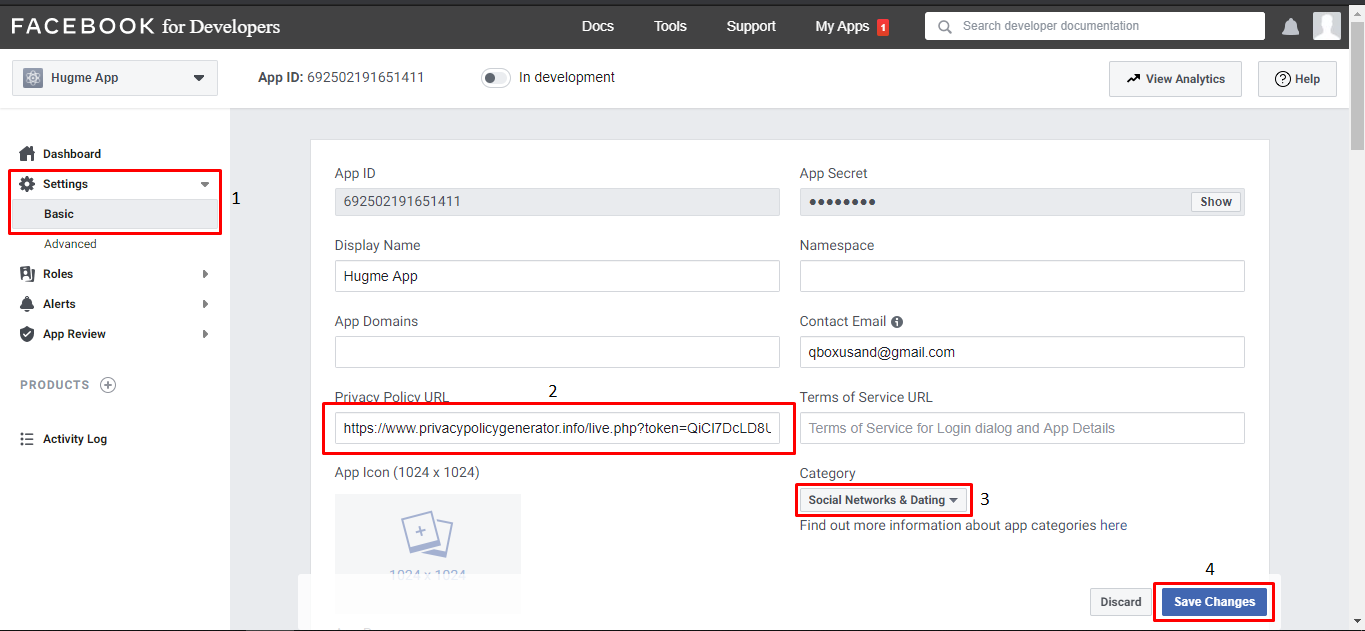 FACEBOOK for Developers
Docs
Tools
Support
My Apps 1
Search developer documentation
Hugme App
App ID: 692502191651411
In development
View Analytics
? Help
Dashboard
Settings
1
Basic
Advanced
Roles
Alerts
App Review
PRODUCTS
Activity Log
App ID
App Secret
692502191651411
●●●●●●●●
Show
Display Name
Namespace
Hugme App
App Domains
Contact Email i
qboxusand@gmail.com
2
Privacy Policy URL
Terms of Service URL
https://www.privacypolicygenerator.info/live.php?token=QiCI7DcLD8U
Terms of Service for Login dialog and App Details
App Icon (1024 x 1024)
Category
Social Networks & Dating
3
Find out more information about app categories here
1024 x 1024
4
Discard
Save Changes